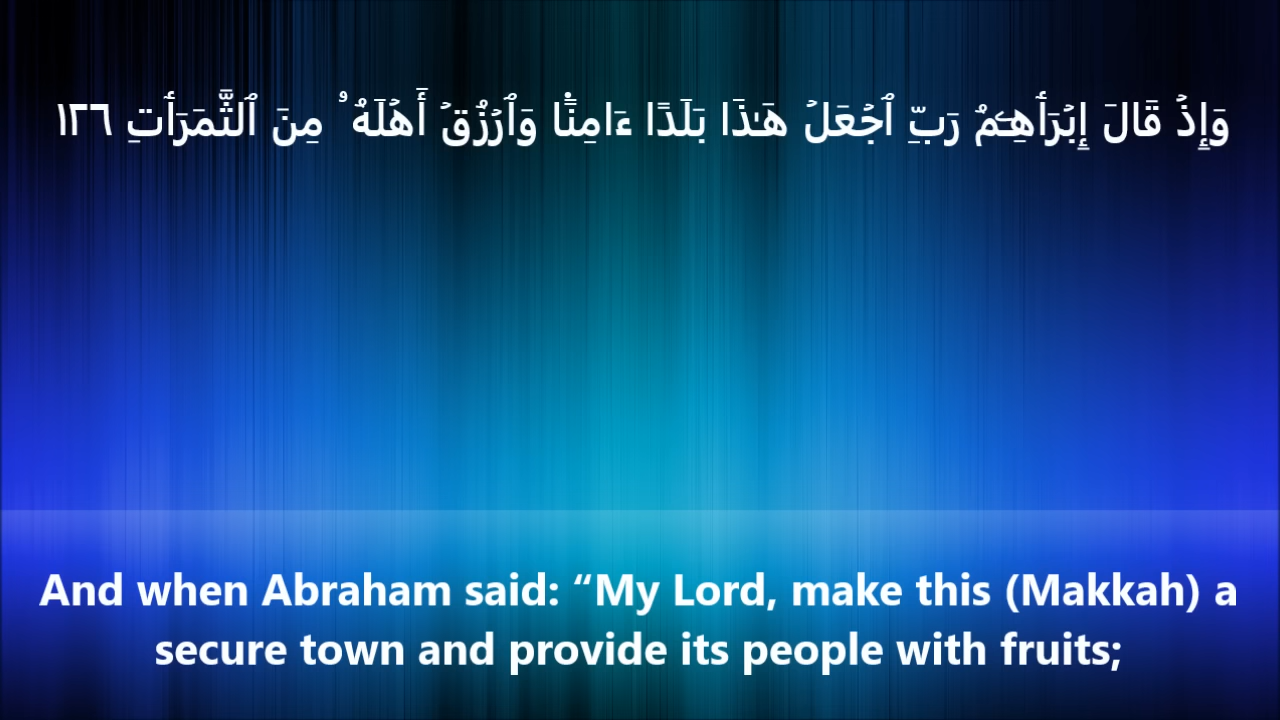 وَإِذۡ قَالَ إِبۡرَٰهِـۧمُ رَبِّ ٱجۡعَلۡ هَـٰذَا بَلَدًا ءَامِنٗا وَٱرۡزُقۡ أَهۡلَهُۥ مِنَ ٱلثَّمَرَٰتِ ١٢٦
And when Abraham said: “My Lord, make this (Makkah) a
secure town and provide its people with fruits;